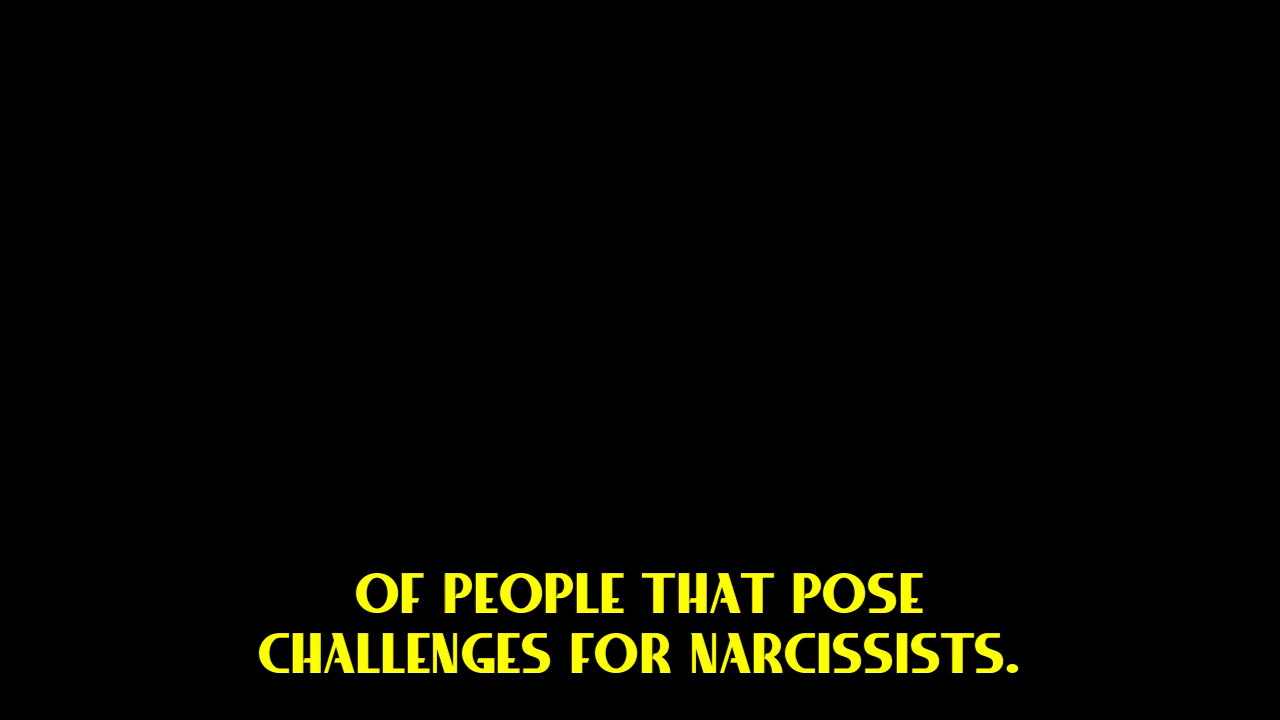 OF PEOPLE THAT POSE
CHALLENGES FOR NARCISSISTS.